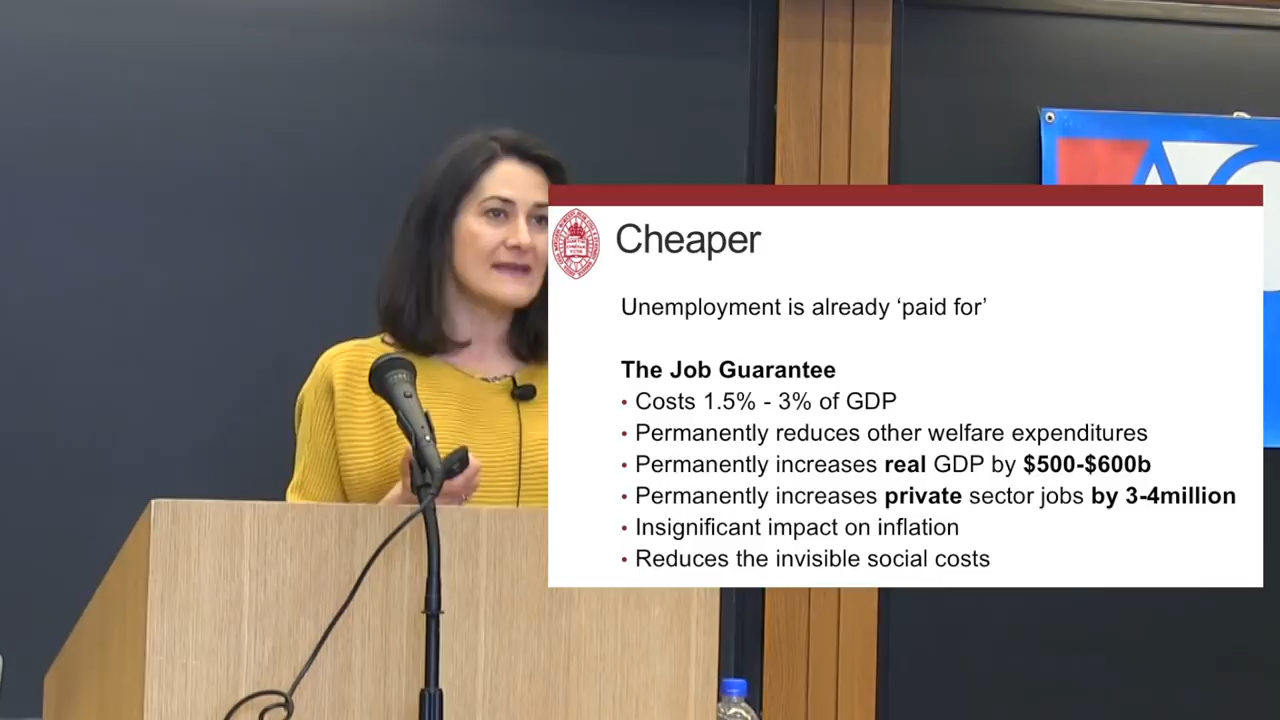 Cheaper
Unemployment is already ‘paid for’
The Job Guarantee
• Costs 1.5% - 3% of GDP
• Permanently reduces other welfare expenditures
• Permanently increases real GDP by $500-$600b
• Permanently increases private sector jobs by 3-4million
• Insignificant impact on inflation
• Reduces the invisible social costs